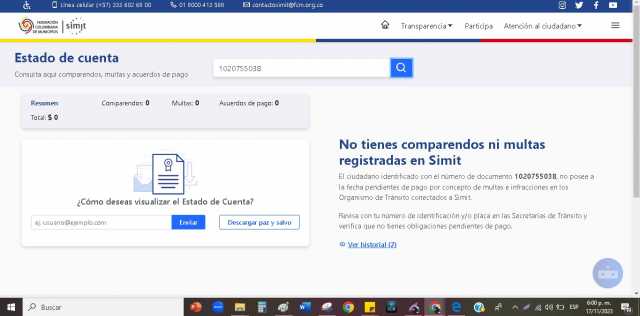 Línea celular (+57) 333 602 69 00
01 8000 413 588
contactosimit@fcm.org.co
FEDERACIÓN
COLOMBIANA
DE MUNICIPIOS
simit
Transparencia
Participa
Atención al ciudadano
Estado de cuenta
Consulta aquí comparendos, multas y acuerdos de pago
1020755038
Resumen
Comparendos: 0
Multas: 0
Acuerdos de pago: 0
Total: $ 0
¿Cómo deseas visualizar el Estado de Cuenta?
ej. usuario@ejemplo.com
Enviar
Descargar paz y salvo
No tienes comparendos ni multas
registradas en Simit
El ciudadano identificado con el número de documento 1020755038, no posee a
la fecha pendientes de pago por concepto de multas e infracciones en los
Organismo de Tránsito conectados a Simit.
Revisa con tu número de identificación y/o placa en las Secretarías de Tránsito y
verifica que no tienes obligaciones pendientes de pago.
Ver historial (2)
Buscar
ESP
6:00 p. m.
17/11/2023